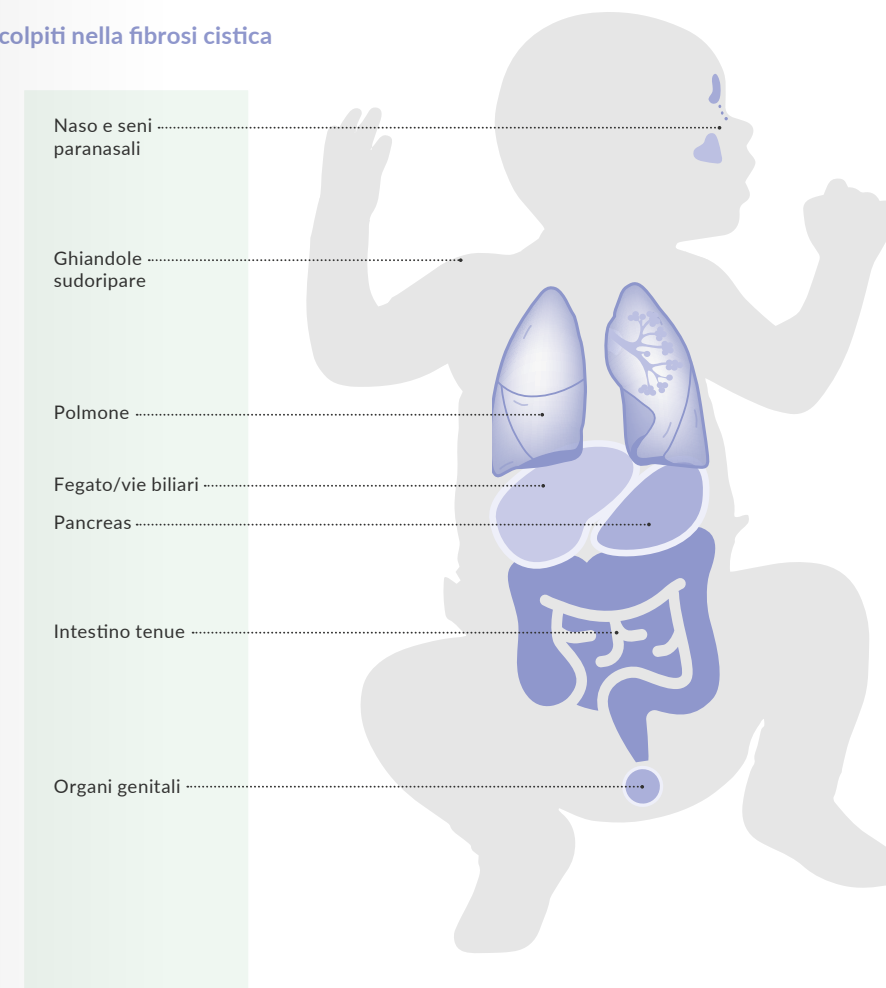 colpiti nella fibrosi cistica
Naso e seni
paranasali
Ghiandole
sudoripare
Polmone
Fegato/vie biliari
Pancreas
Intestino tenue
Organi genitali